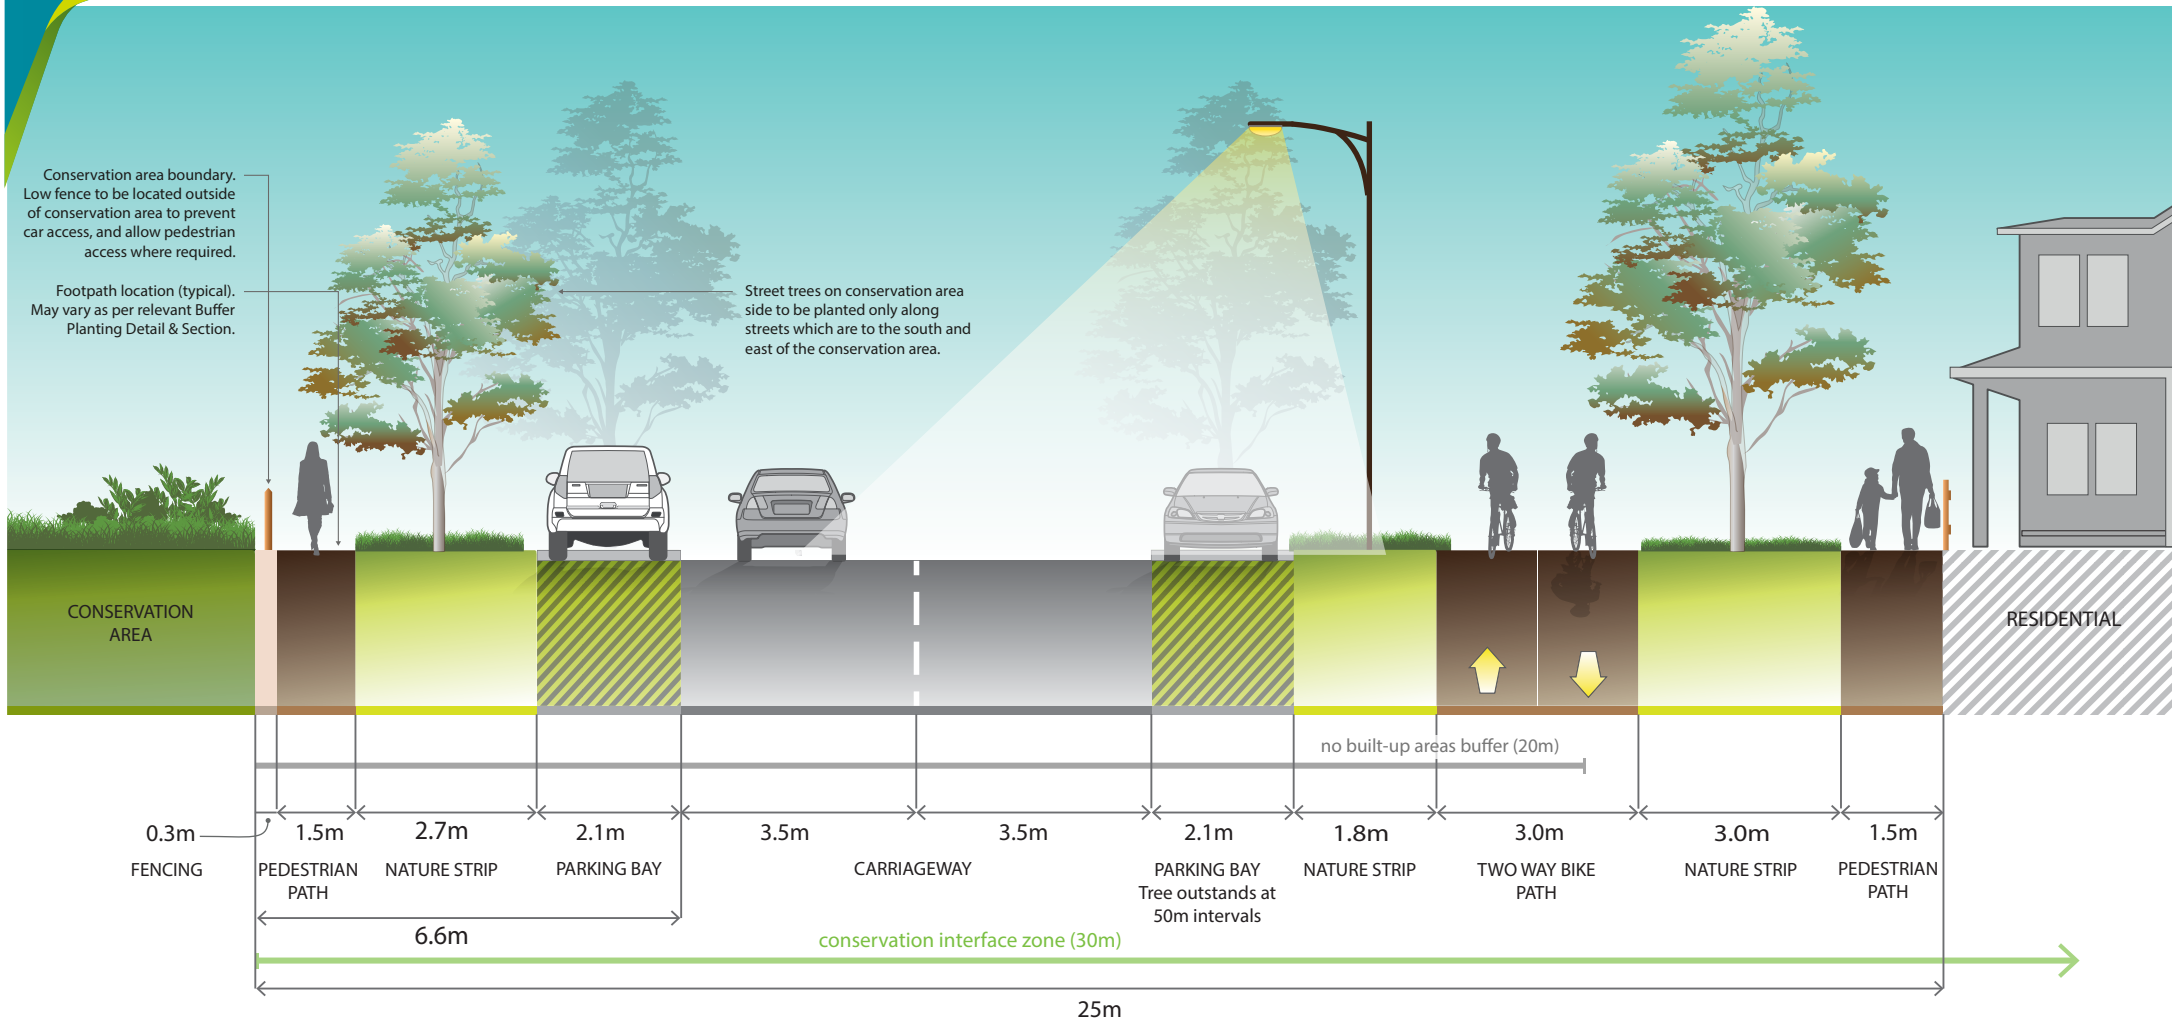 Conservation area boundary.
Low fence to be located outside
of conservation area to prevent
car access, and allow pedestrian
access where required.
Footpath location (typical).
May vary as per relevant Buffer
Planting Detail & Section.
Street trees on conservation area
side to be planted only along
streets which are to the south and
east of the conservation area.
CONSERVATION
AREA
RESIDENTIAL
no built-up areas buffer (20m)
0.3m
1.5m
2.7m
2.1m
3.5m
3.5m
2.1m
1.8m
3.0m
3.0m
1.5m
FENCING
PEDESTRIAN
PATH
NATURE STRIP
PARKING BAY
CARRIAGEWAY
PARKING BAY
Tree outstands at
50m intervals
NATURE STRIP
TWO WAY BIKE
PATH
NATURE STRIP
PEDESTRIAN
PATH
6.6m
conservation interface zone (30m)
25m